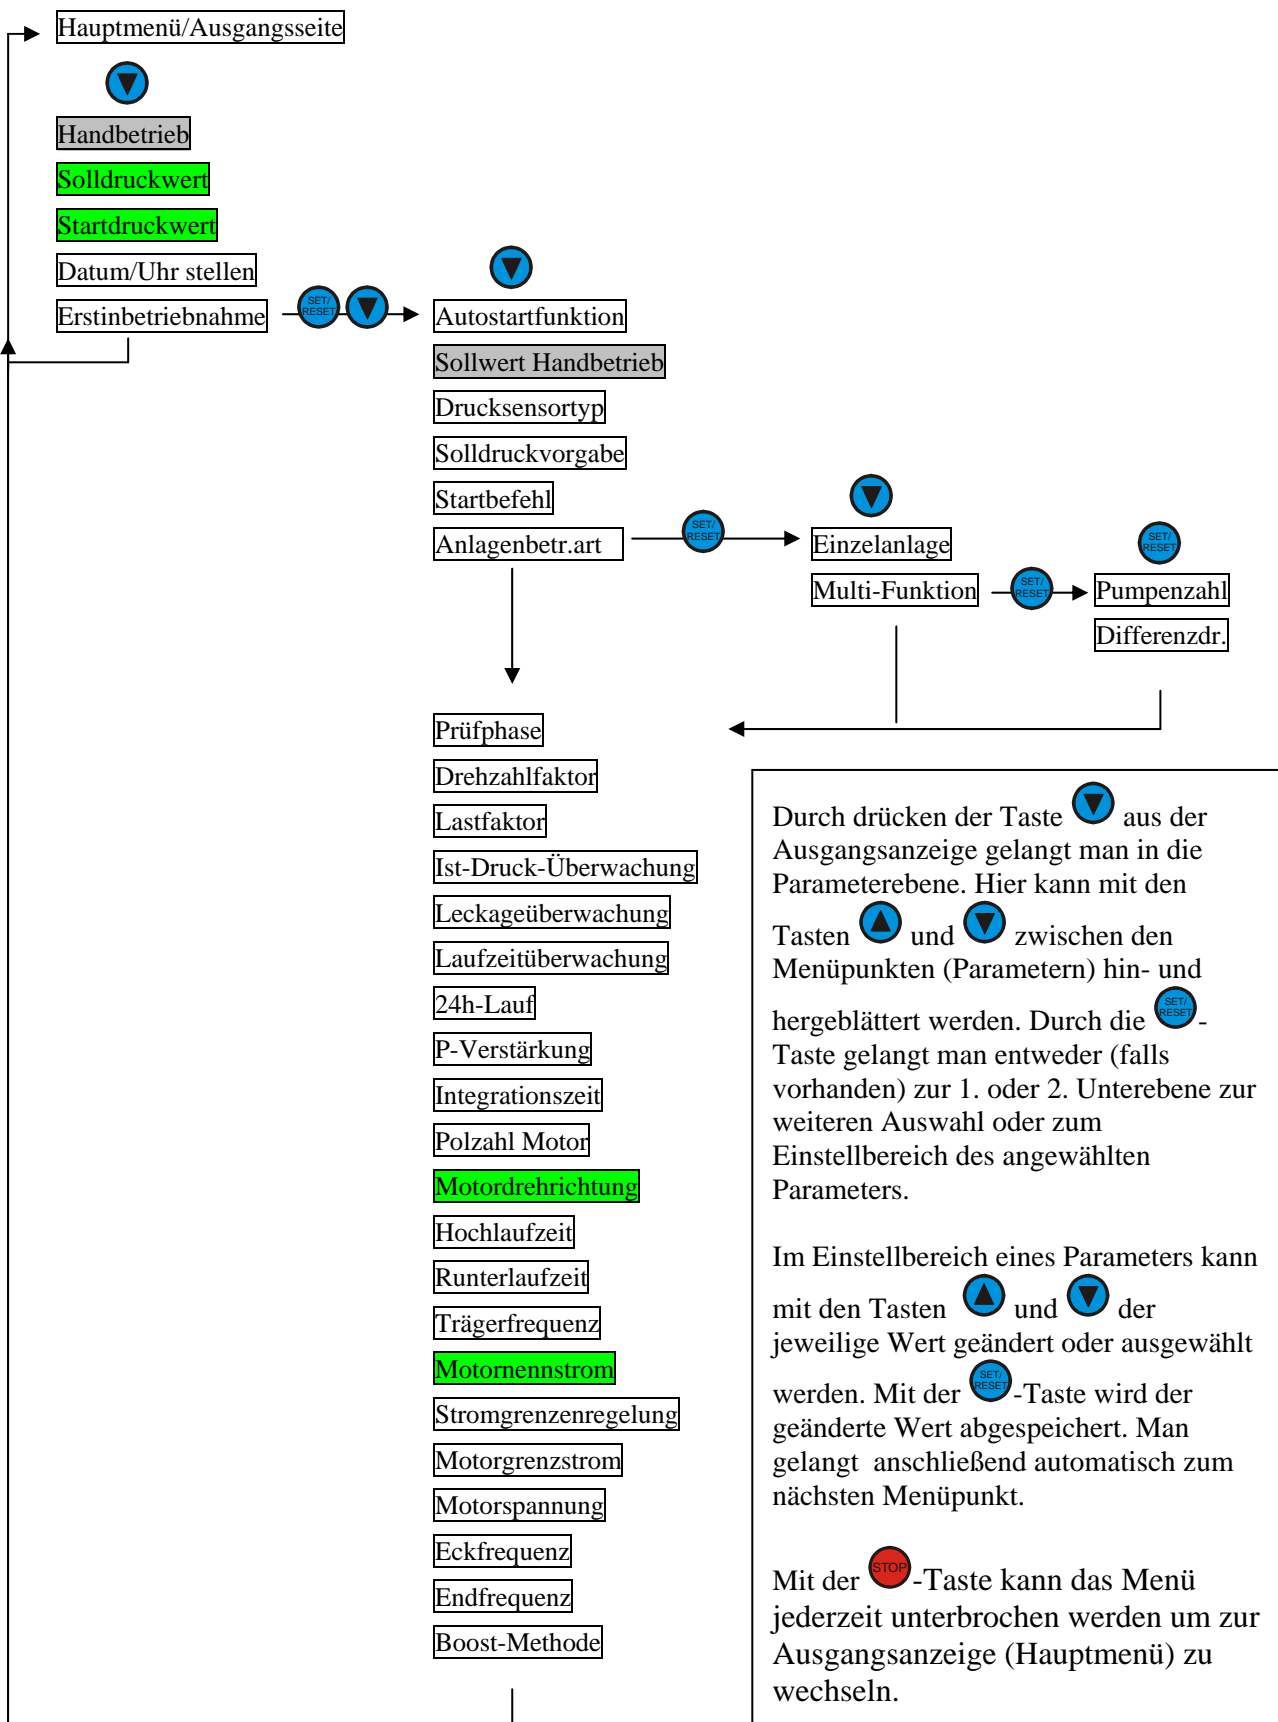 Hauptmenü/Ausgangsseite
Handbetrieb
Solldruckwert
Startdruckwert
Datum/Uhr stellen
Erstinbetriebnahme
SET/
RESET
Autostartfunktion
Sollwert Handbetrieb
Drucksensortyp
Solldruckvorgabe
Startbefehl
Anlagenbetr.art
SET/
RESET
Einzelanlage
Multi-Funktion
SET/
RESET
SET/
RESET
Pumpenzahl
Differenzdr.
Prüfphase
Drehzahlfaktor
Lastfaktor
Ist-Druck-Überwachung
Leckageüberwachung
Laufzeitüberwachung
24h-Lauf
P-Verstärkung
Integrationszeit
Polzahl Motor
Motordrehrichtung
Hochlaufzeit
Runterlaufzeit
Trägerfrequenz
Motornennstrom
Stromgrenzenregelung
Motorgrenzstrom
Motorspannung
Eckfrequenz
Endfrequenz
Boost-Methode
Durch drücken der Taste aus der
Ausgangsanzeige gelangt man in die
Parameterebene. Hier kann mit den
Tasten und zwischen den
Menüpunkten (Parametern) hin- und
hergeblättert werden. Durch die SET/RESET-
Taste gelangt man entweder (falls
vorhanden) zur 1. oder 2. Unterebene zur
weiteren Auswahl oder zum
Einstellbereich des angewählten
Parameters.
Im Einstellbereich eines Parameters kann
mit den Tasten und der
jeweilige Wert geändert oder ausgewählt
werden. Mit der SET/RESET-Taste wird der
geänderte Wert abgespeichert. Man
gelangt anschließend automatisch zum
nächsten Menüpunkt.
Mit der STOP-Taste kann das Menü
jederzeit unterbrochen werden um zur
Ausgangsanzeige (Hauptmenü) zu
wechseln.